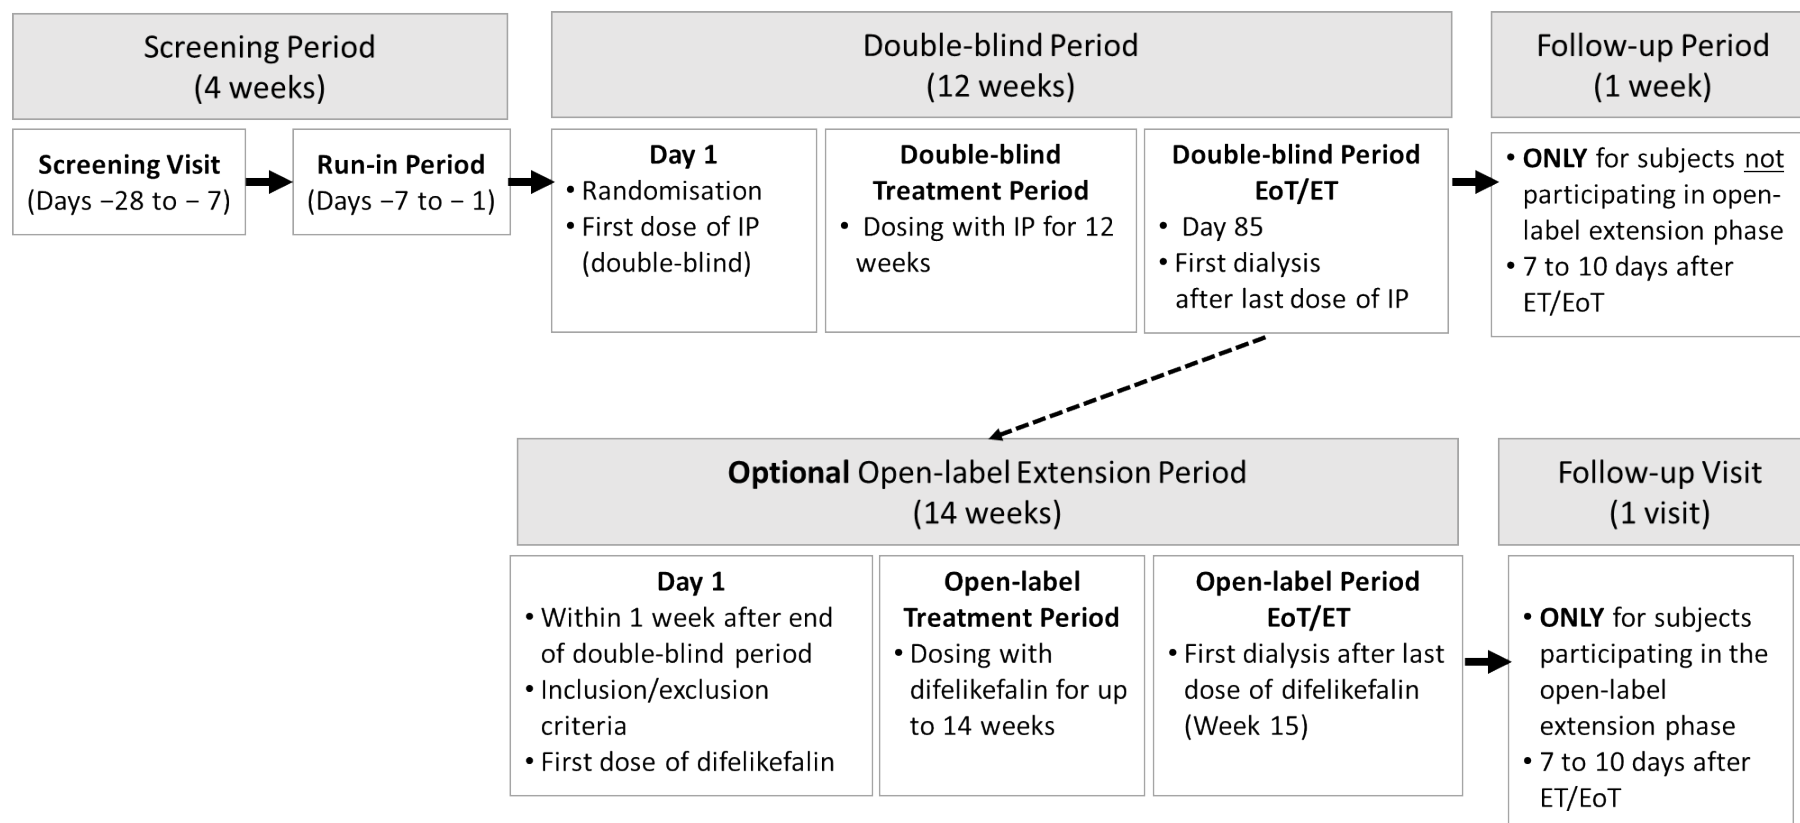 Screening Period
(4 weeks)
Double-blind Period
(12 weeks)
Follow-up Period
(1 week)
Screening Visit
(Days −28 to − 7)
Run-in Period
(Days −7 to − 1)
Day 1
• Randomisation
• First dose of IP
(double-blind)
Double-blind
Treatment Period
• Dosing with IP for 12
weeks
Double-blind Period
EoT/ET
• Day 85
• First dialysis
after last dose of IP
• ONLY for subjects not
participating in open-
label extension phase
• 7 to 10 days after
ET/EoT
Optional Open-label Extension Period
(14 weeks)
Follow-up Visit
(1 visit)
Day 1
• Within 1 week after end
of double-blind period
• Inclusion/exclusion
criteria
• First dose of difelikefalin
Open-label
Treatment Period
• Dosing with
difelikefalin for up
to 14 weeks
Open-label Period
EoT/ET
• First dialysis after last
dose of difelikefalin
(Week 15)
• ONLY for subjects
participating in the
open-label
extension phase
• 7 to 10 days after
ET/EoT